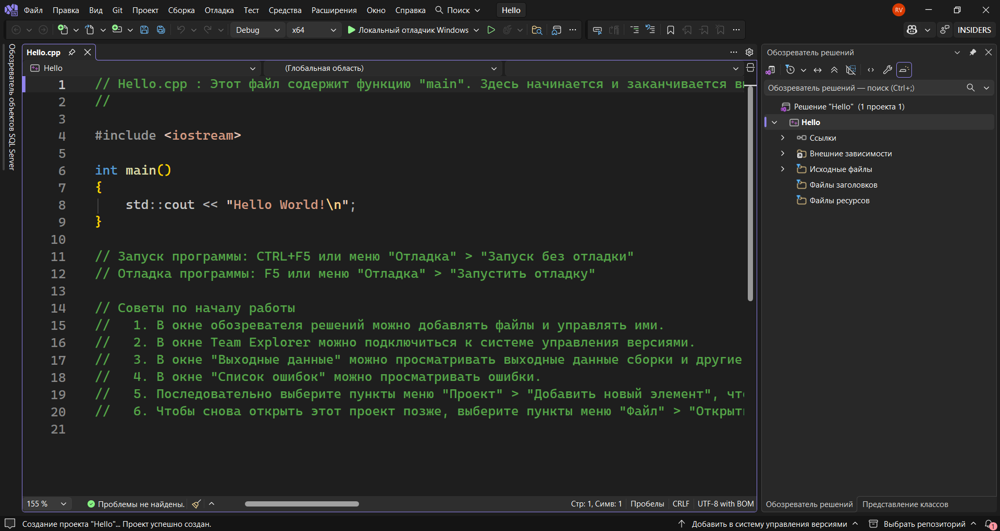 Файл Правка Вид Git Проект Сборка Отладка Тест Средства Расширения Окно Справка Поиск Hello RV
Debug x64 Локальный отладчик Windows INSIDERS
Обозреватель объектов SQL Server
Hello.cpp
Hello (Глобальная область)
1 // Hello.cpp : Этот файл содержит функцию "main". Здесь начинается и заканчивается
2 //
3
4 #include <iostream>
5
6 int main()
7 {
8 std::cout << "Hello World!\n";
9 }
10
11 // Запуск программы: CTRL+F5 или меню "Отладка" > "Запуск без отладки"
12 // Отладка программы: F5 или меню "Отладка" > "Запустить отладку"
13
14 // Советы по началу работы
15 // 1. В окне обозревателя решений можно добавлять файлы и управлять ими.
16 // 2. В окне Team Explorer можно подключиться к системе управления версиями.
17 // 3. В окне "Выходные данные" можно просматривать выходные данные сборки и другие
18 // 4. В окне "Список ошибок" можно просматривать ошибки.
19 // 5. Последовательно выберите пункты меню "Проект" > "Добавить новый элемент",
20 // 6. Чтобы снова открыть этот проект позже, выберите пункты меню "Файл" >
21
155 % Проблемы не найдены. Стр: 1, Симв: 1 Пробелы CRLF UTF-8 with BOM
Обозреватель решений
Обозреватель решений — поиск (Ctrl+;)
Решение "Hello" (1 проекта 1)
Hello
Ссылки
Внешние зависимости
Исходные файлы
Файлы заголовков
Файлы ресурсов
Обозреватель решений Представление классов
Создание проекта "Hello"... Проект успешно создан. Добавить в систему управления версиями Выбрать репозиторий 1